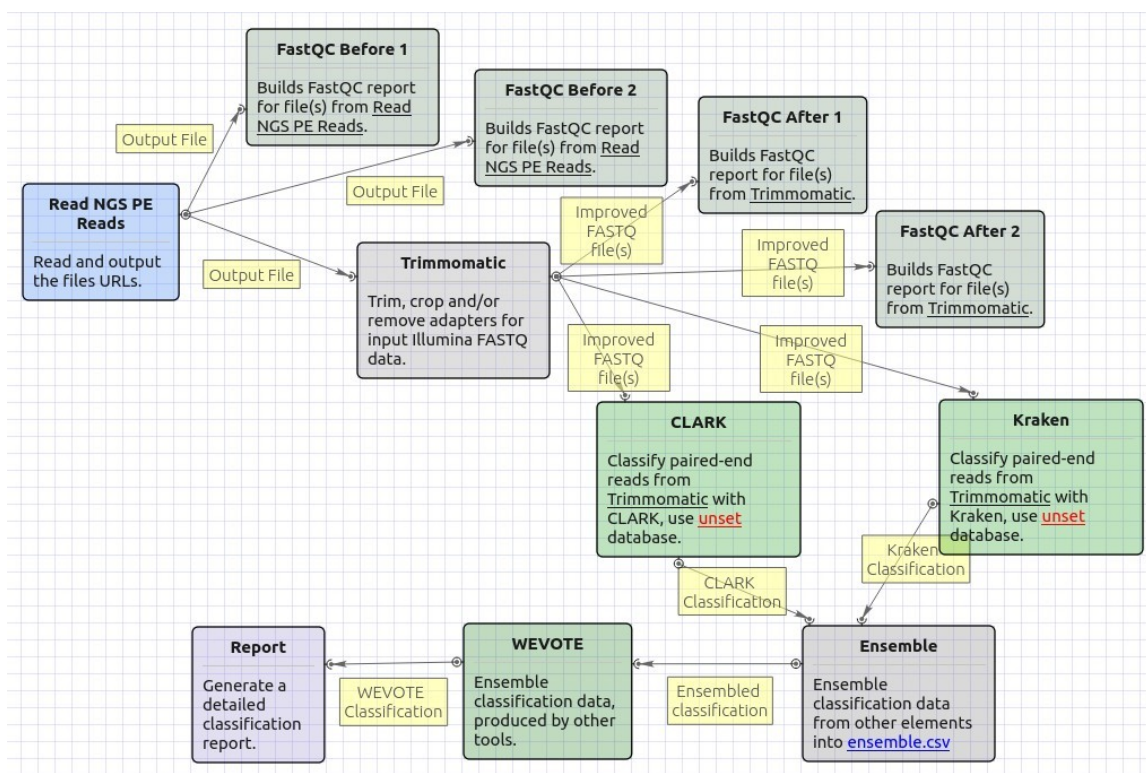 FastQC Before 1
Builds FastQC report
for file(s) from Read
NGS PE Reads.
Output File
FastQC Before 2
Builds FastQC report
for file(s) from Read
NGS PE Reads.
Output File
FastQC After 1
Builds FastQC
report for file(s)
from Trimmomatic.
Improved
FASTQ
file(s)
Read NGS PE
Reads
Read and output
the files URLs.
Output File
Trimmomatic
Trim, crop and/or
remove adapters for
input Illumina FASTQ
data.
Improved
FASTQ
file(s)
FastQC After 2
Builds FastQC
report for file(s)
from Trimmomatic.
Improved
FASTQ
file(s)
Improved
FASTQ
file(s)
CLARK
Classify paired-end
reads from
Trimmomatic with
CLARK, use unset
database.
Kraken
Classify paired-end
reads from
Trimmomatic with
Kraken, use unset
database.
CLARK
Classification
Kraken
Classification
Report
Generate a
detailed
classification
report.
WEVOTE
Classification
WEVOTE
Ensemble
classification data,
produced by other
tools.
Ensembled
classification
Ensemble
Ensemble
classification data
from other elements
into ensemble.csv